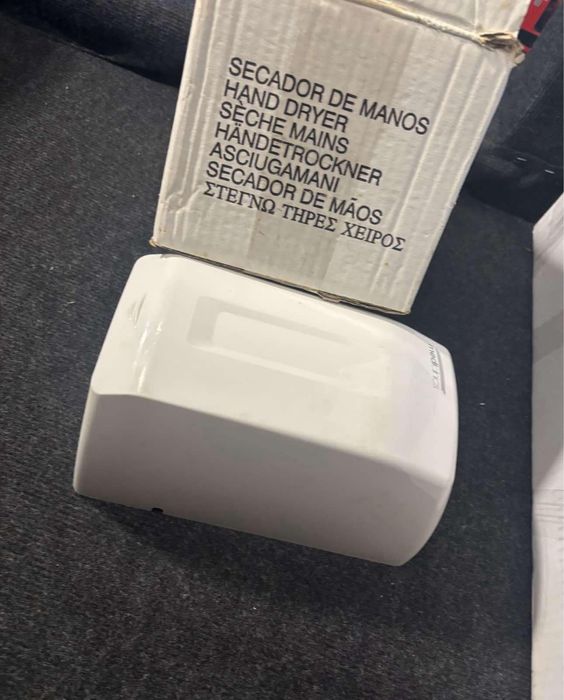 SECADOR DE MANOS
HAND DRYER
SÈCHE MAINS
HÄNDETROCKNER
ASCIUGAMANI
SECADOR DE MÃOS
ΣΤΕΓΝΩ ΤΗΡΕΣ ΧΕΙΡΟΣ